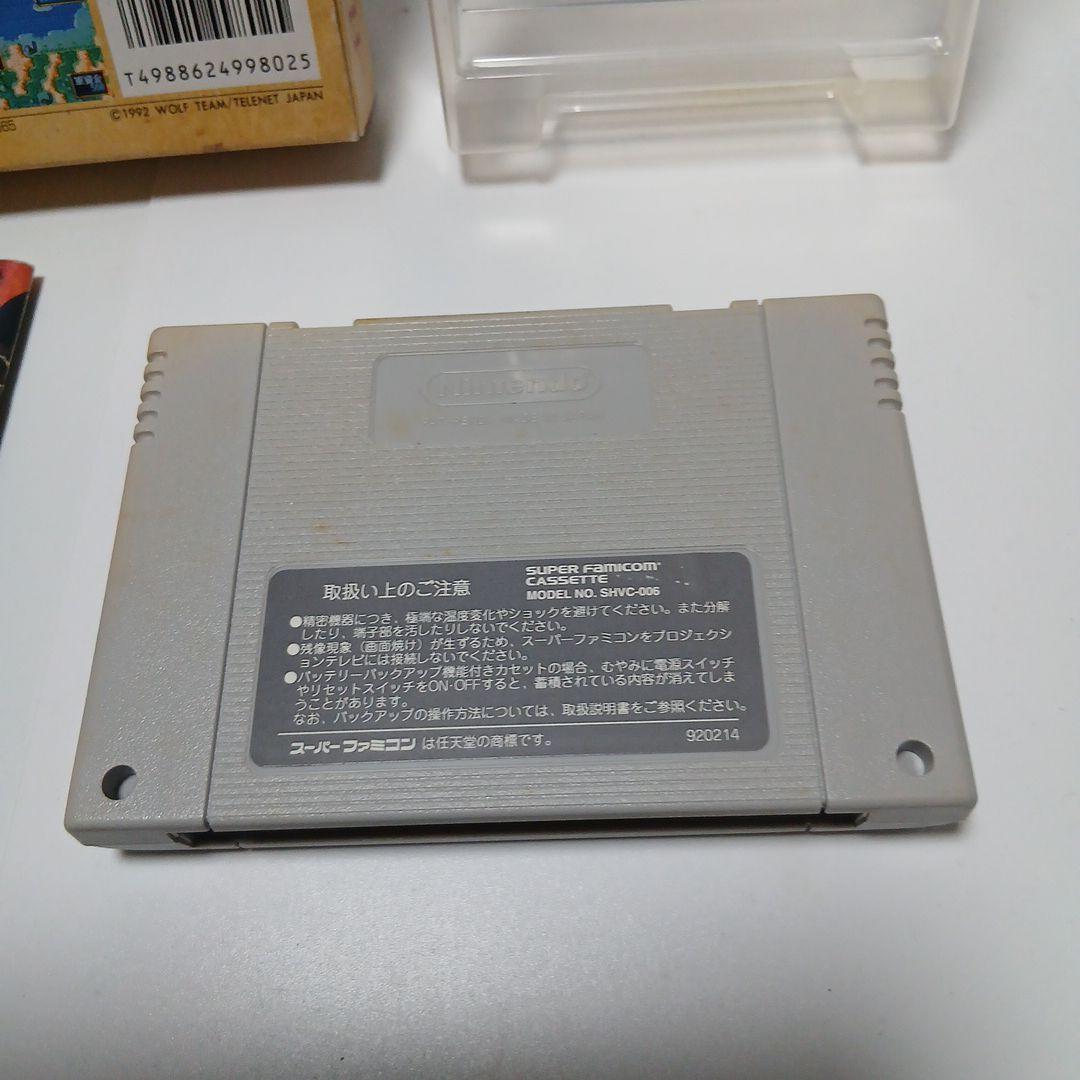 T4988624998025
©1992 WOLF TEAM/TELENET JAPAN
Nintendo
取扱い上のご注意
SUPER Famicom
CASSETTE
MODEL NO. SHVC-006
●精密機器につき、極端な温度変化やショックを避けてください。また分解
したり、端子部を汚したりしないでください。
●残像現象（画面焼け）が生ずるため、スーパーファミコンをプロジェクシ
ョンテレビには接続しないでください。
●バッテリーバックアップ機能付きカセットの場合、むやみに電源スイッチ
やリセットスイッチをON・OFFすると、蓄積されている内容が消えてしま
うことがあります。
なお、バックアップの操作方法については、取扱説明書をご参照ください。
スーパーファミコン は任天堂の商標です。
920214